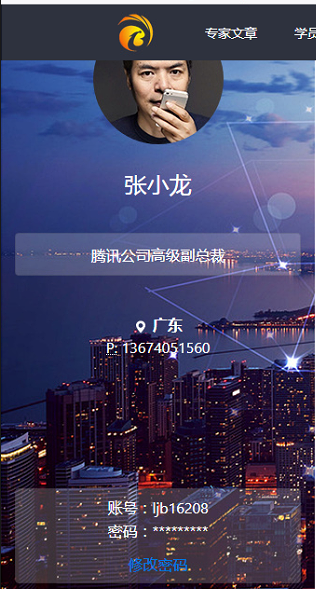 专家文章 学员
张小龙
腾讯公司高级副总裁
广东
P: 13674051560
账号：ljb16208
密码：*********
修改密码